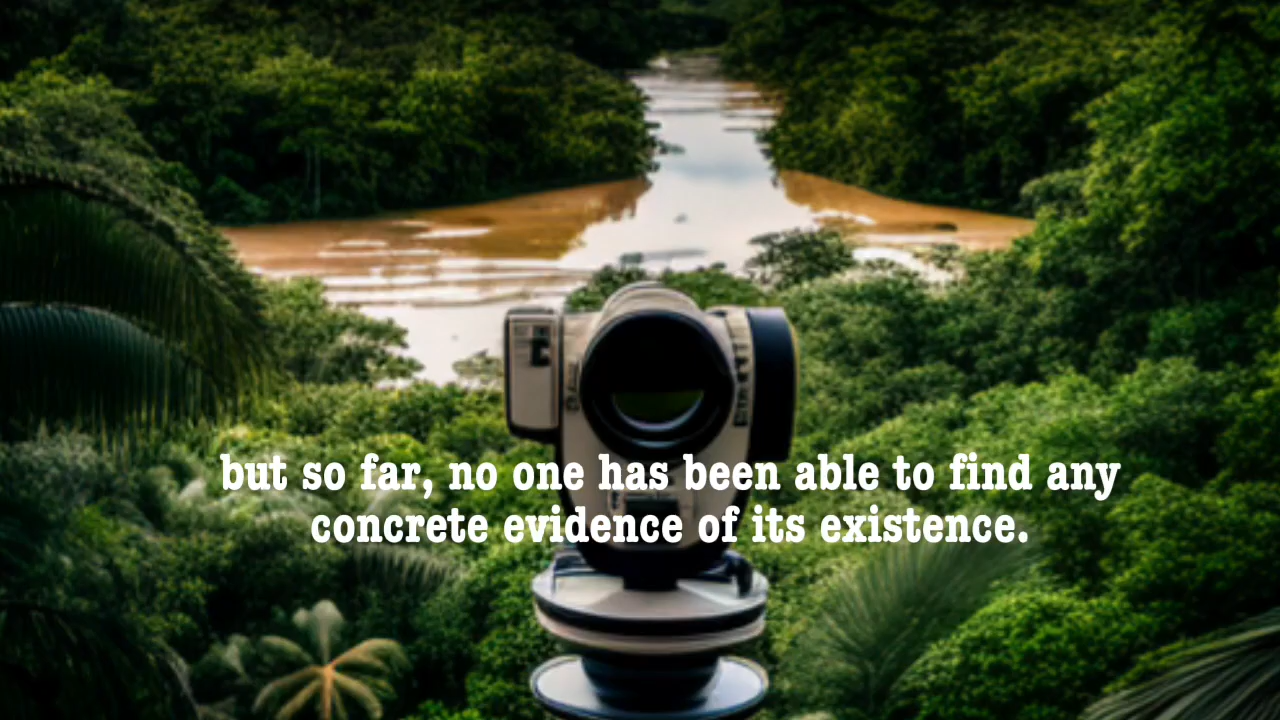 but so far, no one has been able to find any
concrete evidence of its existence.